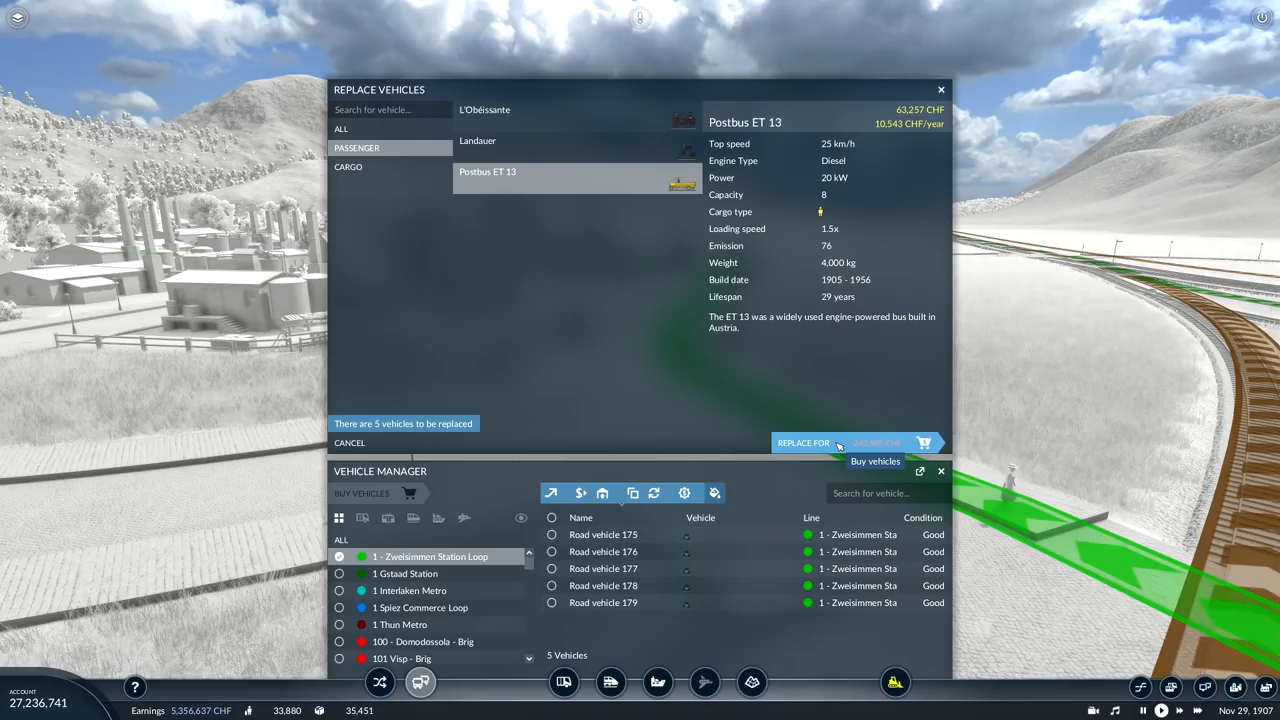 REPLACE VEHICLES
Search for vehicle...
ALL
PASSENGER
CARGO
L'Obéissante
Landauer
Postbus ET 13
63,257 CHF
Postbus ET 13
10,543 CHF/year
Top speed 25 km/h
Engine Type Diesel
Power 20 kW
Capacity 8
Cargo type
Loading speed 1.5x
Emission 76
Weight 4,000 kg
Build date 1905 - 1956
Lifespan 29 years
The ET 13 was a widely used engine-powered bus built in
Austria.
There are 5 vehicles to be replaced
CANCEL
REPLACE FOR
Buy vehicles
VEHICLE MANAGER
BUY VEHICLES
Search for vehicle...
ALL
1 - Zweisimmen Station Loop
1 Gstaad Station
1 Interlaken Metro
1 Spiez Commerce Loop
1 Thun Metro
100 - Domodossola - Brig
101 Visp - Brig
Name Vehicle Line Condition
Road vehicle 175 1 - Zweisimmen Sta Good
Road vehicle 176 1 - Zweisimmen Sta Good
Road vehicle 177 1 - Zweisimmen Sta Good
Road vehicle 178 1 - Zweisimmen Sta Good
Road vehicle 179 1 - Zweisimmen Sta Good
5 Vehicles
ACCOUNT
27,236,741
?
Earnings 5,356,637 CHF 33,880 35,451
Nov 29, 1907